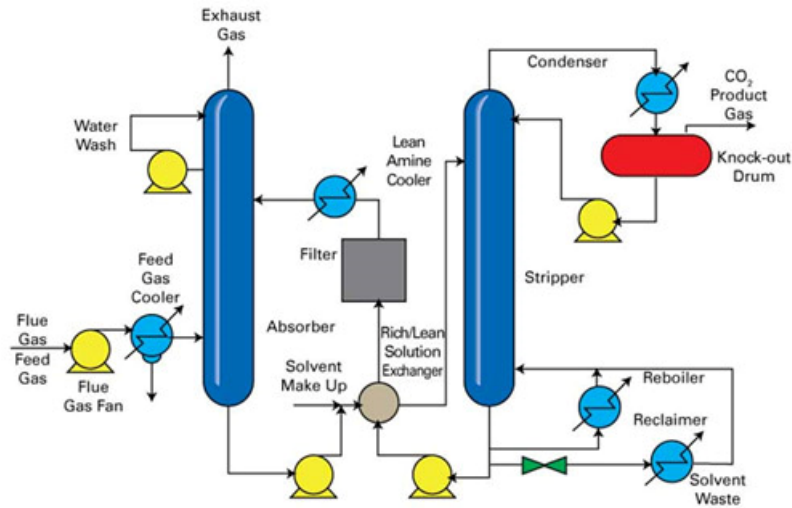 Exhaust
Gas
Water
Wash
Feed
Gas
Cooler
Flue
Gas
Feed
Gas
Flue
Gas Fan
Absorber
Filter
Lean
Amine
Cooler
Solvent
Make Up
Rich/Lean
Solution
Exchanger
Condenser
CO₂
Product
Gas
Knock-out
Drum
Stripper
Reboiler
Reclaimer
Solvent
Waste